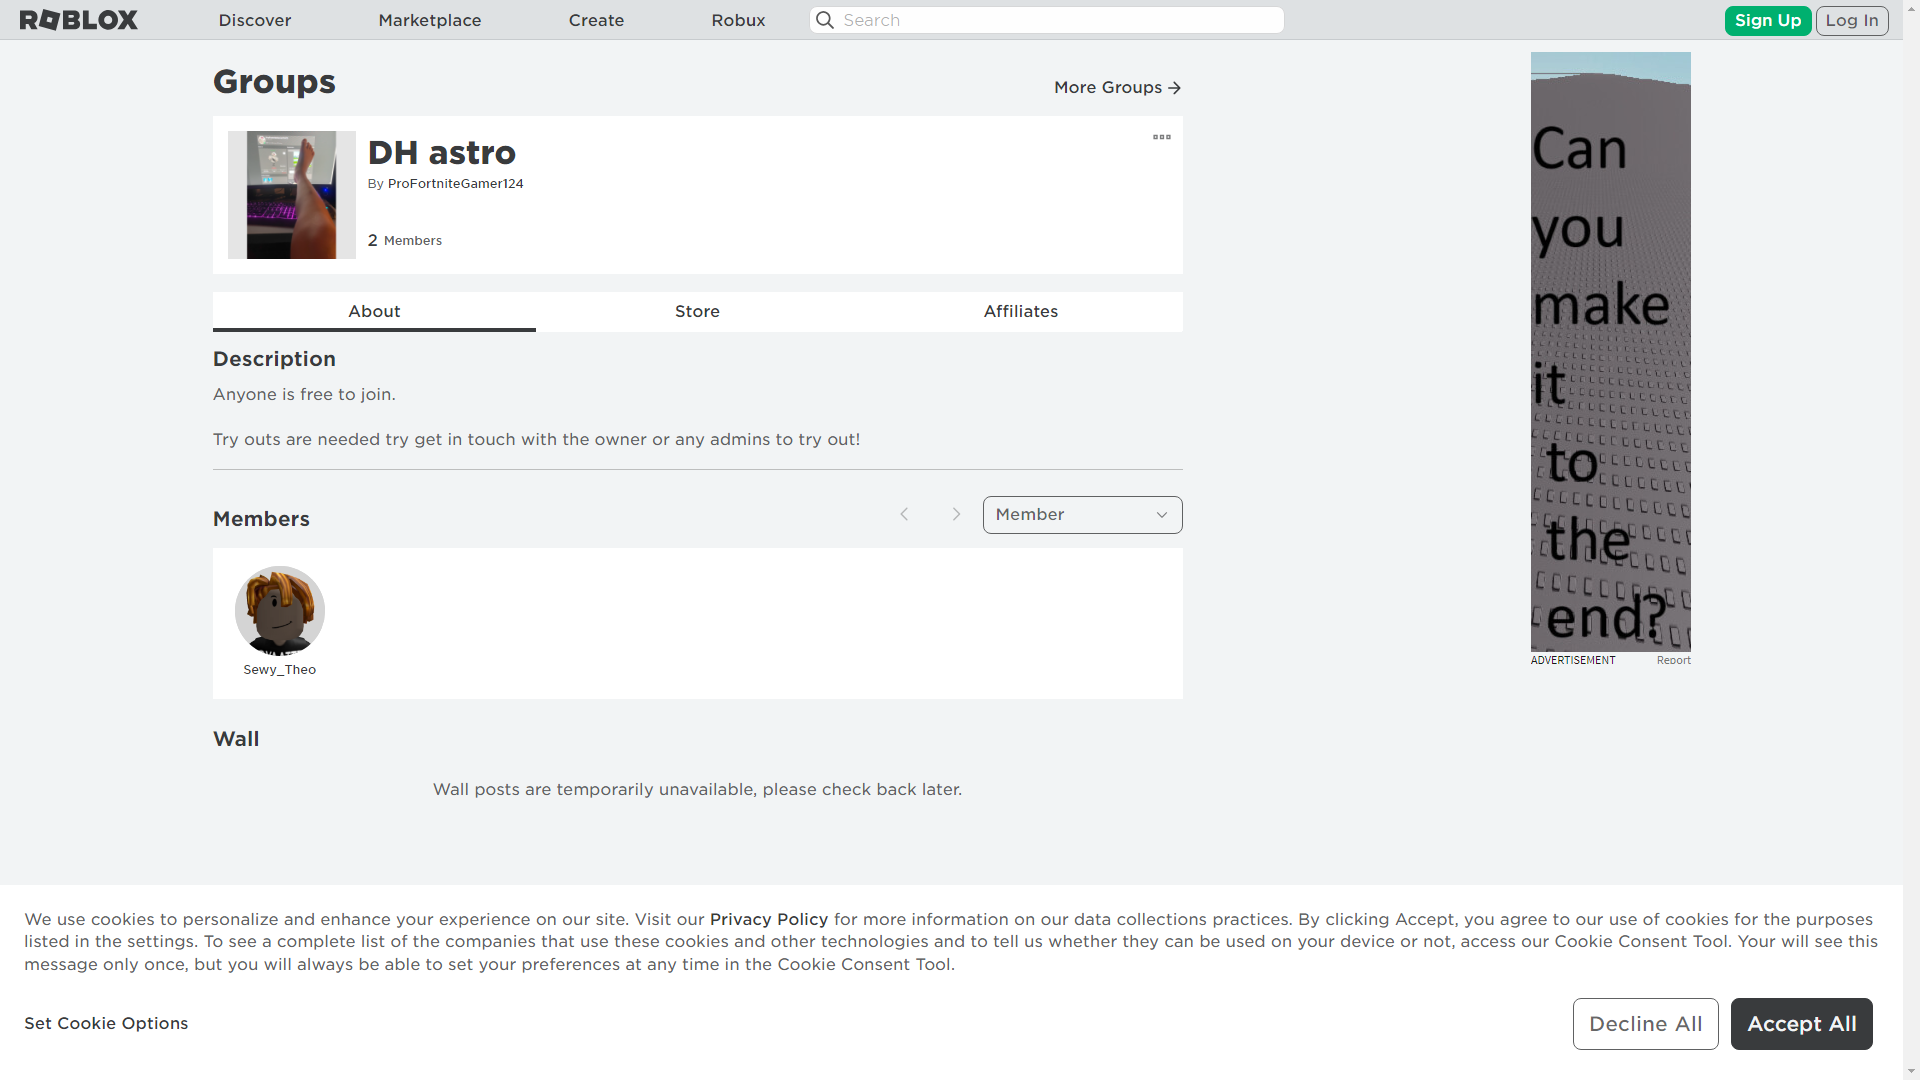 ROBLOX
Discover
Marketplace
Create
Robux
Search
Sign Up
Log In
Groups
More Groups
DH astro
By ProFortniteGamer124
2 Members
About
Store
Affiliates
Description
Anyone is free to join.
Try outs are needed try get in touch with the owner or any admins to try out!
Members
Member
Sewy_Theo
Wall
Wall posts are temporarily unavailable, please check back later.
Can
you
make
it
to
the
end?
ADVERTISEMENT
Report
We use cookies to personalize and enhance your experience on our site. Visit our Privacy Policy for more information on our data collections practices. By clicking Accept, you agree to our use of cookies for the purposes
listed in the settings. To see a complete list of the companies that use these cookies and other technologies and to tell us whether they can be used on your device or not, access our Cookie Consent Tool. Your will see this
message only once, but you will always be able to set your preferences at any time in the Cookie Consent Tool.
Set Cookie Options
Decline All
Accept All